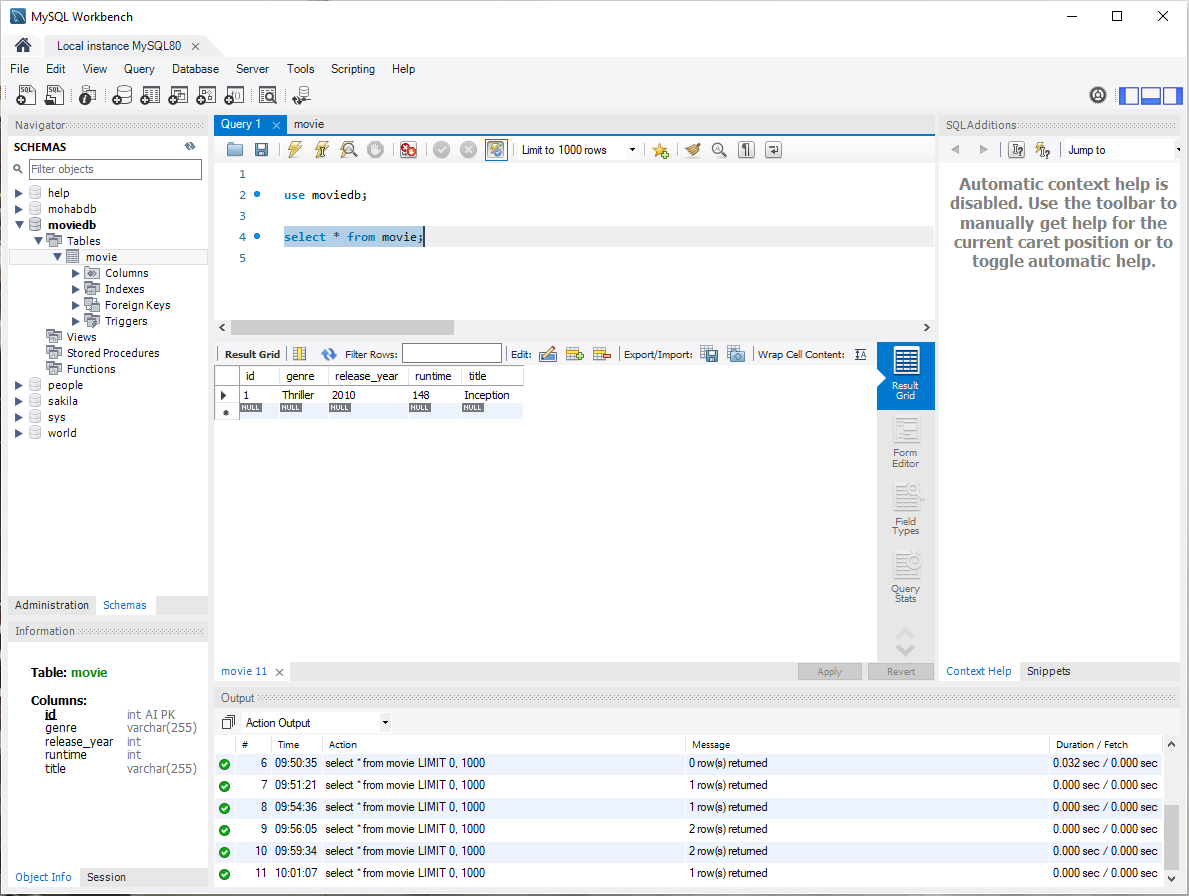 MySQL Workbench
Local instance MySQL80
File Edit View Query Database Server Tools Scripting Help
Navigator
SCHEMAS
Filter objects
help
mohabdb
moviedb
Tables
movie
Columns
Indexes
Foreign Keys
Triggers
Views
Stored Procedures
Functions
people
sakila
sys
world
Administration Schemas
Information
Table: movie
Columns:
id int AI PK
genre varchar(255)
release_year int
runtime int
title varchar(255)
Object Info Session
Query 1 movie
Limit to 1000 rows
1
2 use moviedb;
3
4 select * from movie;
5
Result Grid Filter Rows: Edit: Export/Import: Wrap Cell Content:
id genre release_year runtime title
1 Thriller 2010 148 Inception
NULL NULL NULL NULL NULL
Result
Grid
Form
Editor
Field
Types
Query
Stats
movie 11 Apply Revert
SQLAdditions
Jump to
Automatic context help is
disabled. Use the toolbar to
manually get help for the
current caret position or to
toggle automatic help.
Context Help Snippets
Output
Action Output
# Time Action Message Duration / Fetch
6 09:50:35 select * from movie LIMIT 0, 1000 0 row(s) returned 0.032 sec / 0.000 sec
7 09:51:21 select * from movie LIMIT 0, 1000 1 row(s) returned 0.000 sec / 0.000 sec
8 09:54:36 select * from movie LIMIT 0, 1000 1 row(s) returned 0.000 sec / 0.000 sec
9 09:56:05 select * from movie LIMIT 0, 1000 2 row(s) returned 0.000 sec / 0.000 sec
10 09:59:34 select * from movie LIMIT 0, 1000 2 row(s) returned 0.000 sec / 0.000 sec
11 10:01:07 select * from movie LIMIT 0, 1000 1 row(s) returned 0.000 sec / 0.000 sec